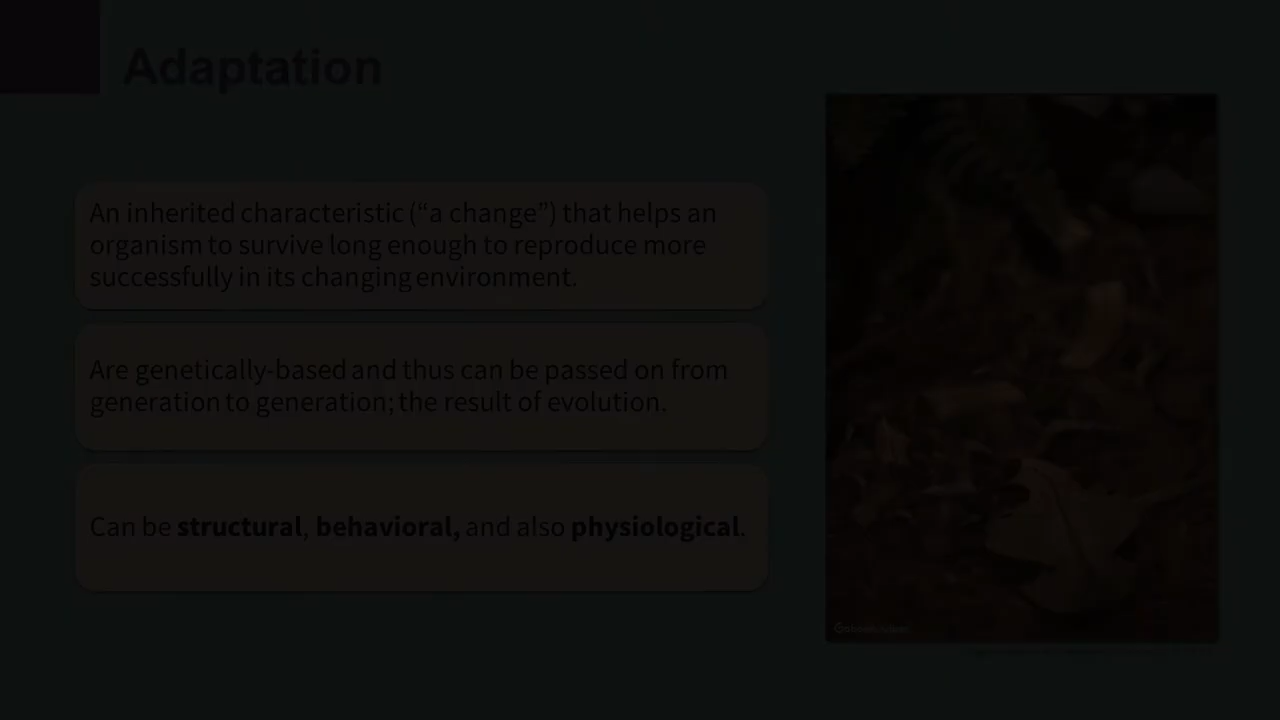 Adaptation
An inherited characteristic (“a change”) that helps an
organism to survive long enough to reproduce more
successfully in its changing environment.
Are genetically-based and thus can be passed on from
generation to generation; the result of evolution.
Can be structural, behavioral, and also physiological.